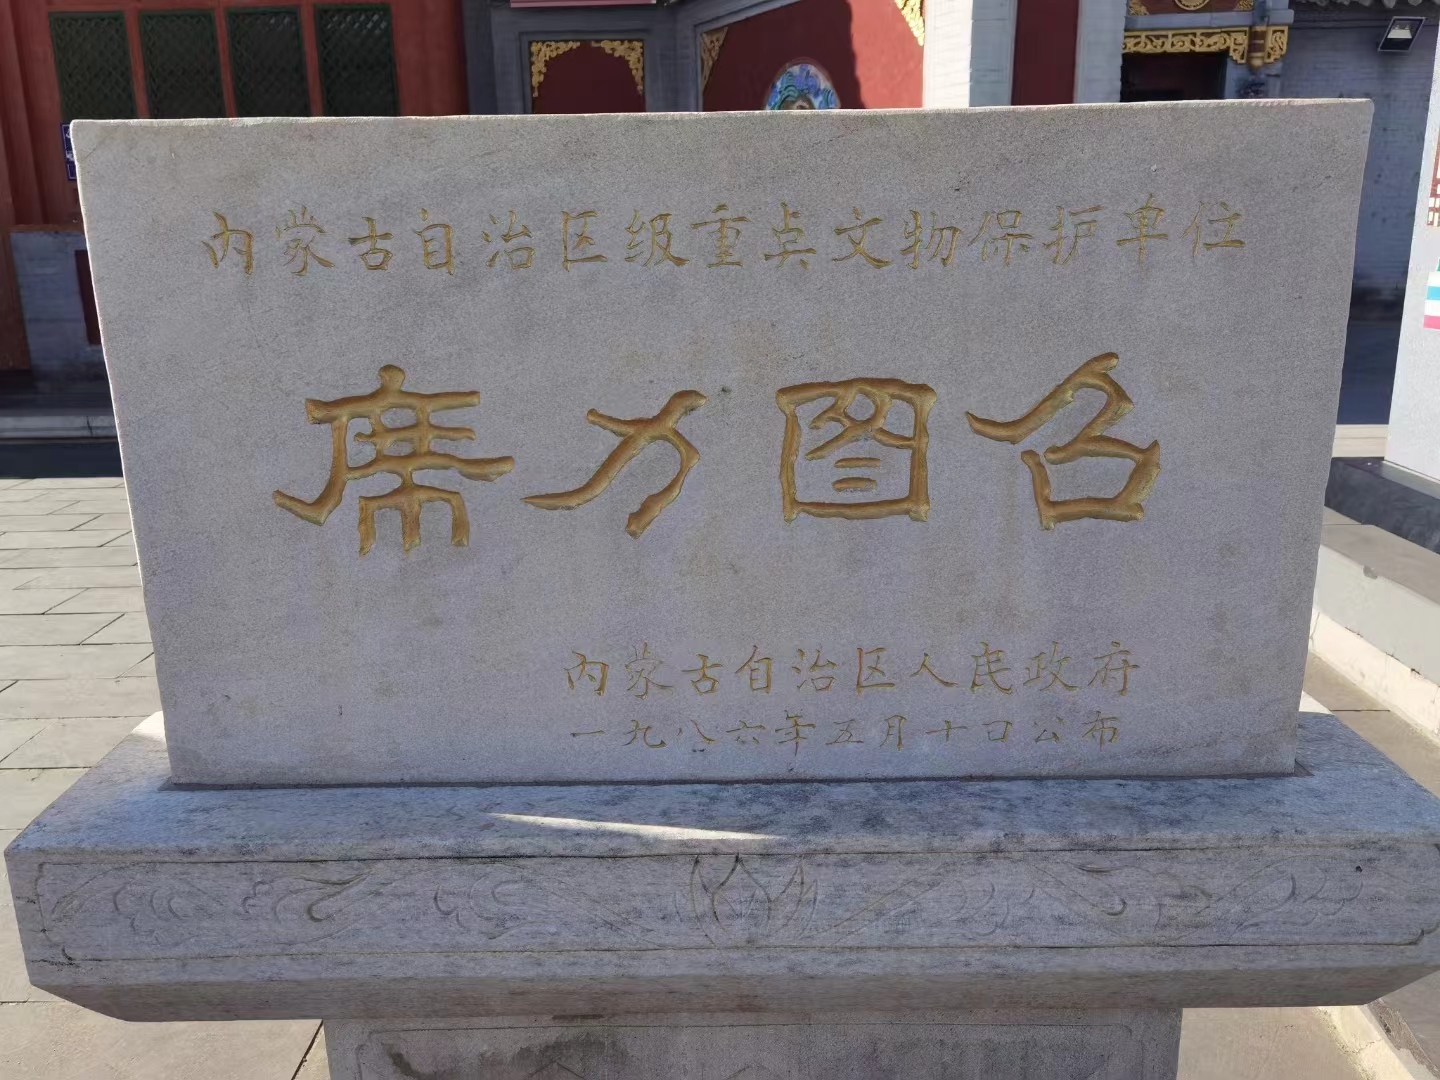 内蒙古自治区级重点文物保护单位
席力图召
内蒙古自治区人民政府
一九八六年五月十日公布